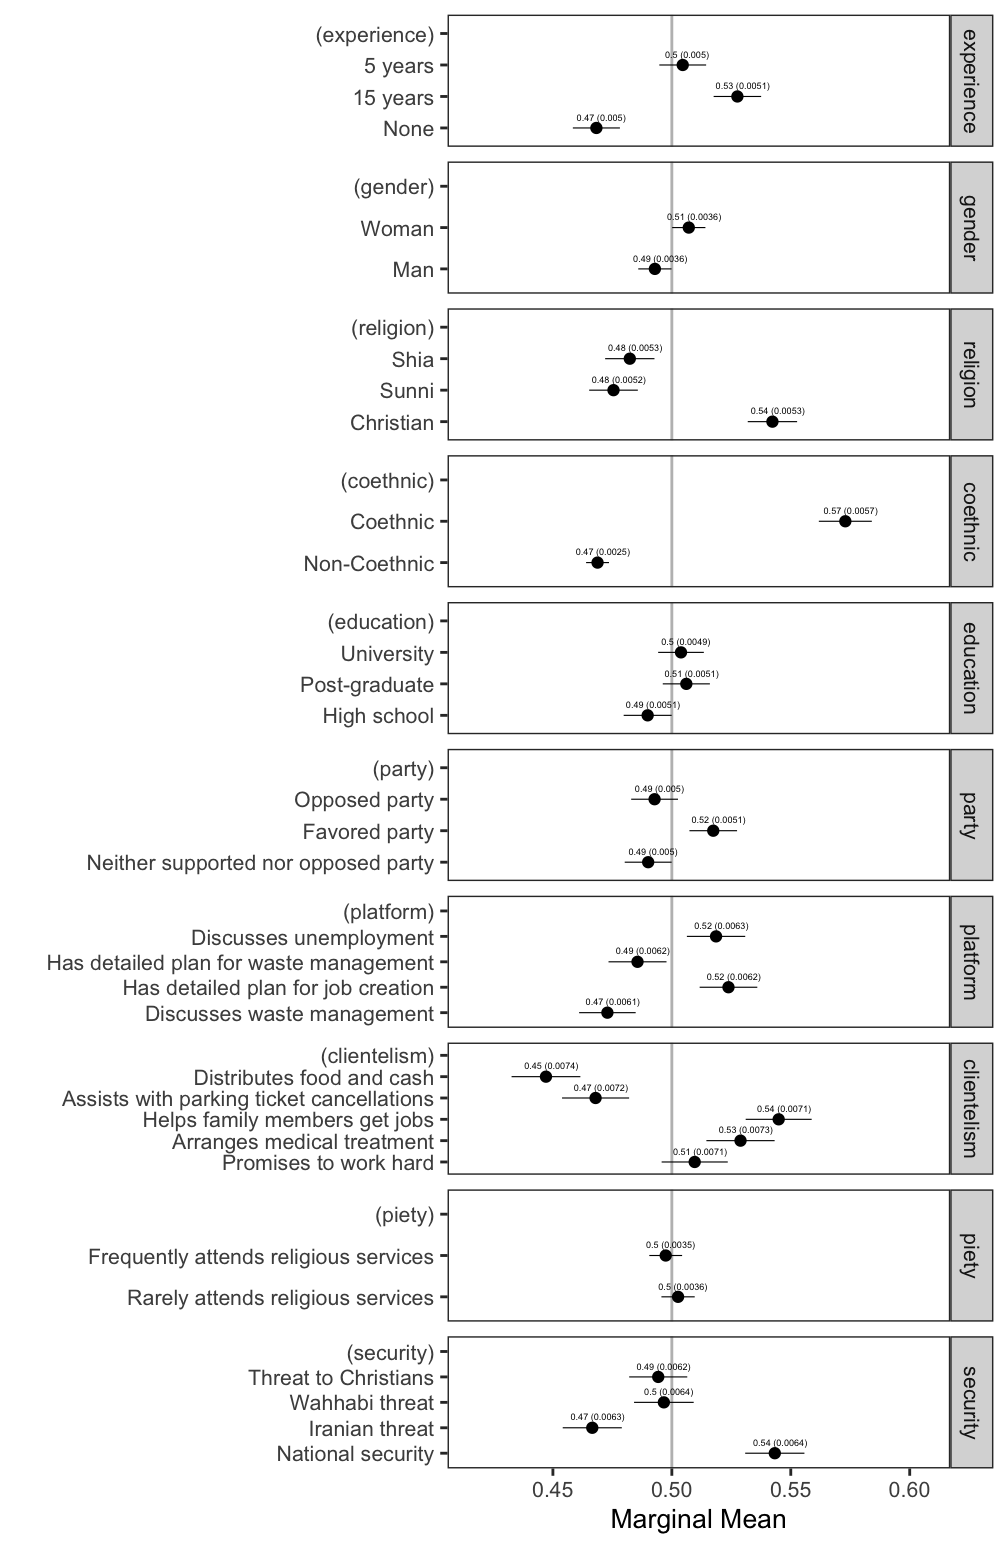 (experience)
5 years 0.5 (0.005)
15 years 0.53 (0.0051)
None 0.47 (0.005)
experience
(gender)
Woman 0.51 (0.0036)
Man 0.49 (0.0036)
gender
(religion)
Shia 0.48 (0.0053)
Sunni 0.48 (0.0052)
Christian 0.54 (0.0053)
religion
(coethnic)
Coethnic 0.57 (0.0057)
Non-Coethnic 0.47 (0.0025)
coethnic
(education)
University 0.5 (0.0049)
Post-graduate 0.51 (0.0051)
High school 0.49 (0.0051)
education
(party)
Opposed party 0.49 (0.005)
Favored party 0.52 (0.0051)
Neither supported nor opposed party 0.49 (0.005)
party
(platform)
Discusses unemployment 0.52 (0.0063)
Has detailed plan for waste management 0.49 (0.0062)
Has detailed plan for job creation 0.52 (0.0062)
Discusses waste management 0.47 (0.0061)
platform
(clientelism)
Distributes food and cash 0.45 (0.0074)
Assists with parking ticket cancellations 0.47 (0.0072)
Helps family members get jobs 0.54 (0.0071)
Arranges medical treatment 0.53 (0.0073)
Promises to work hard 0.51 (0.0071)
clientelism
(piety)
Frequently attends religious services 0.5 (0.0035)
Rarely attends religious services 0.5 (0.0036)
piety
(security)
Threat to Christians 0.49 (0.0062)
Wahhabi threat 0.5 (0.0064)
Iranian threat 0.47 (0.0063)
National security 0.54 (0.0064)
security
0.45 0.50 0.55 0.60
Marginal Mean